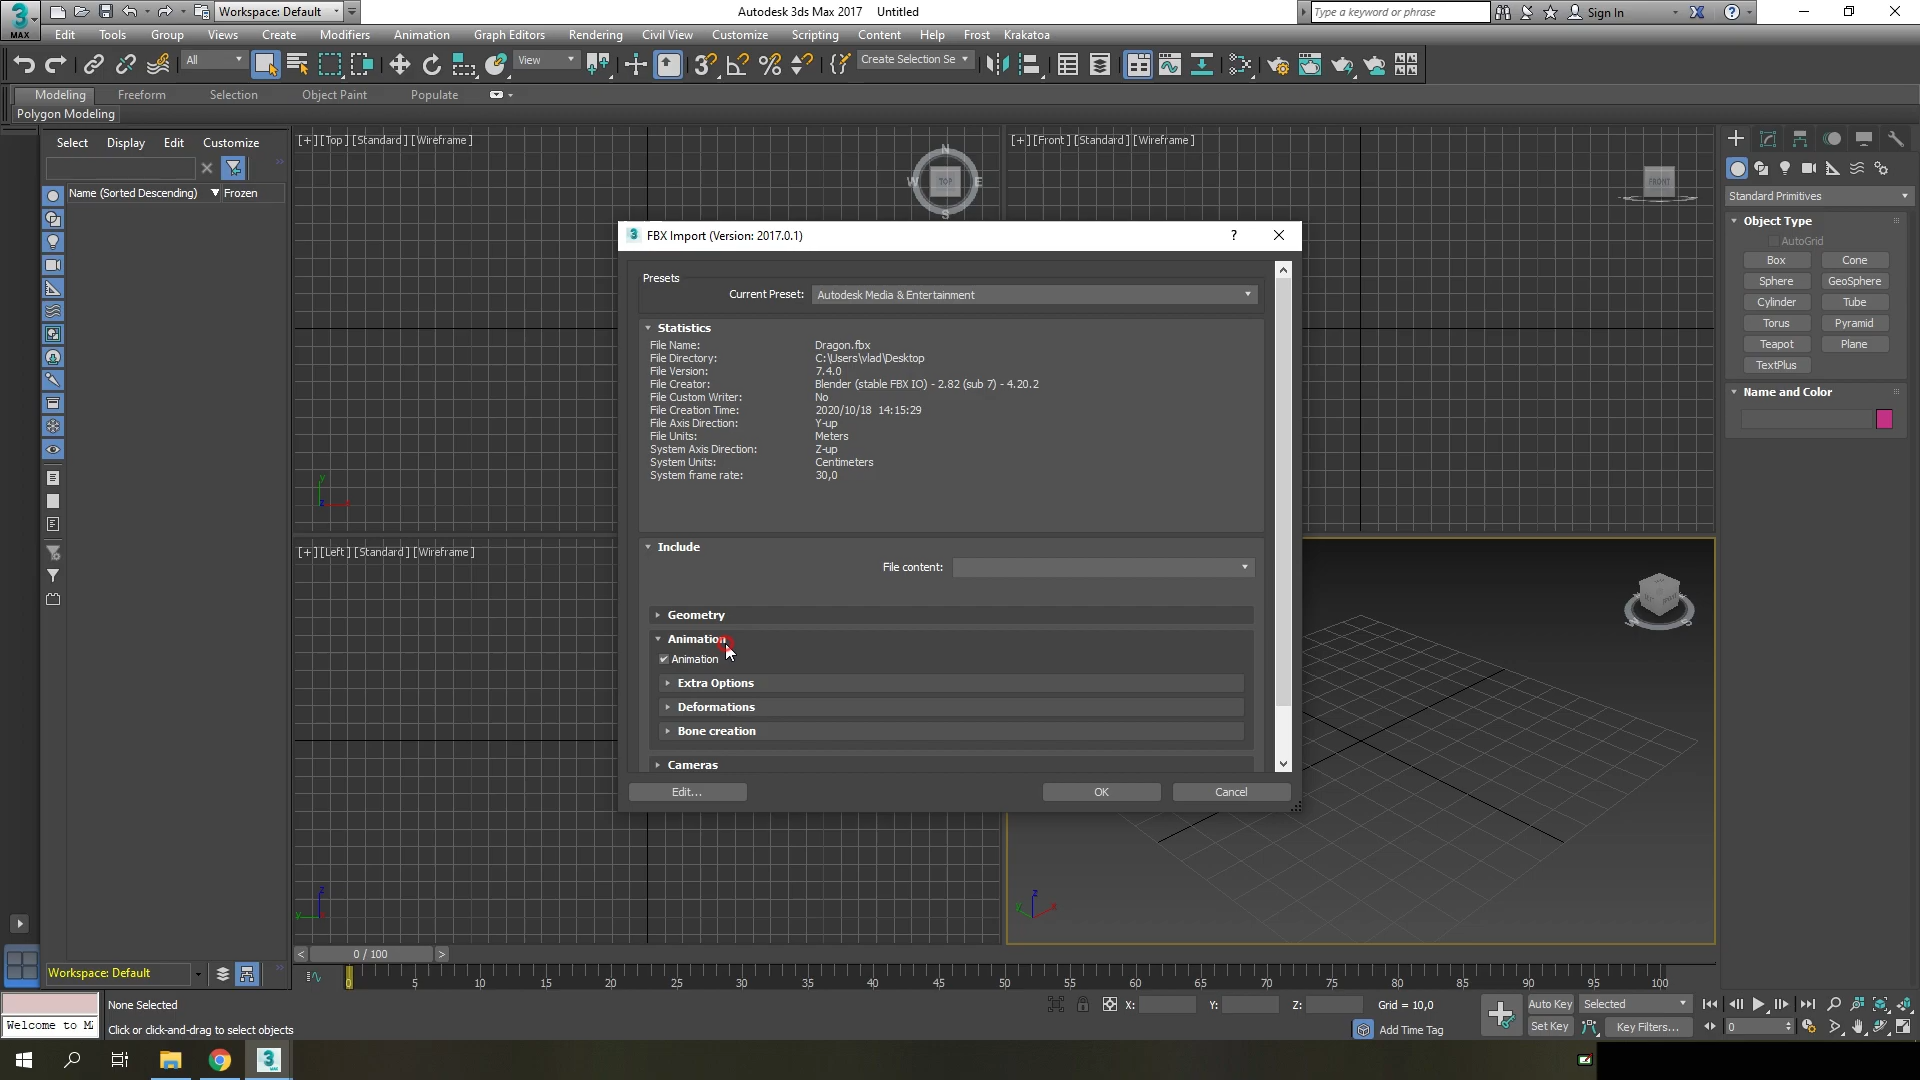 Workspace: Default
Autodesk 3ds Max 2017    Untitled
Type a keyword or phrase
Sign In
MAX
Edit Tools Group Views Create Modifiers Animation Graph Editors Rendering Civil View Customize Scripting Content Help Frost Krakatoa
All
View
Create Selection Se
Modeling Freeform Selection Object Paint Populate
Polygon Modeling
Select Display Edit Customize
Name (Sorted Descending) Frozen
[+] [Top] [Standard] [Wireframe]
N
W TOP E
S
[+] [Front] [Standard] [Wireframe]
FRONT
Standard Primitives
Object Type
AutoGrid
Box Cone
Sphere GeoSphere
Cylinder Tube
Torus Pyramid
Teapot Plane
TextPlus
Name and Color
FBX Import (Version: 2017.0.1)
?
Presets
Current Preset: Autodesk Media & Entertainment
Statistics
File Name: Dragon.fbx
File Directory: C:\Users\vlad\Desktop
File Version: 7.4.0
File Creator: Blender (stable FBX IO) - 2.82 (sub 7) - 4.20.2
File Custom Writer: No
File Creation Time: 2020/10/18 14:15:29
File Axis Direction: Y-up
File Units: Meters
System Axis Direction: Z-up
System Units: Centimeters
System frame rate: 30,0
Include
File content:
Geometry
Animation
Animation
Extra Options
Deformations
Bone creation
Cameras
Edit... OK Cancel
[+] [Left] [Standard] [Wireframe]
0 / 100
Workspace: Default
0 5 10 15 20 25 30 35 40 45 50 55 60 65 70 75 80 85 90 95 100
None Selected
X: Y: Z: Grid = 10,0
Auto Key Selected
Welcome to M
Click or click-and-drag to select objects
Add Time Tag
Set Key Key Filters...
0